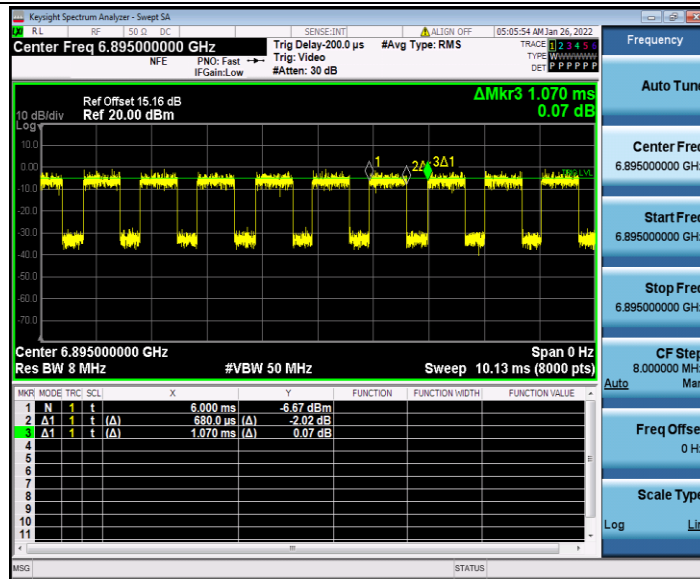 Keysight Spectrum Analyzer - Swept SA
RL RF 50 Ω DC SENSE:INT ALIGN OFF 05:05:54 AM Jan 26, 2022
Center Freq 6.895000000 GHz
NFE
PNO: Fast
IFGain:Low
Trig Delay-200.0 µs
Trig: Video
#Atten: 30 dB
#Avg Type: RMS
TRACE 1 2 3 4 5 6
TYPE WWWWWW
DET P P P P P P
Ref Offset 15.16 dB
10 dB/div Ref 20.00 dBm
ΔMkr3 1.070 ms
0.07 dB
Log
10.0
0.00
-10.0
-20.0
-30.0
-40.0
-50.0
-60.0
-70.0
1
2Δ1
3Δ1
TRIG LVL
Center 6.895000000 GHz Span 0 Hz
Res BW 8 MHz #VBW 50 MHz Sweep 10.13 ms (8000 pts)
MKR MODE TRC SCL X Y FUNCTION FUNCTION WIDTH FUNCTION VALUE
1 N 1 t 6.000 ms -6.67 dBm
2 Δ1 1 t (Δ) 680.0 µs (Δ) -2.02 dB
3 Δ1 1 t (Δ) 1.070 ms (Δ) 0.07 dB
4
5
6
7
8
9
10
11
MSG STATUS
Frequency
Auto Tune
Center Freq
6.895000000 GHz
Start Freq
6.895000000 GHz
Stop Freq
6.895000000 GHz
CF Step
8.000000 MHz
Auto Man
Freq Offset
0 Hz
Scale Type
Log Lin